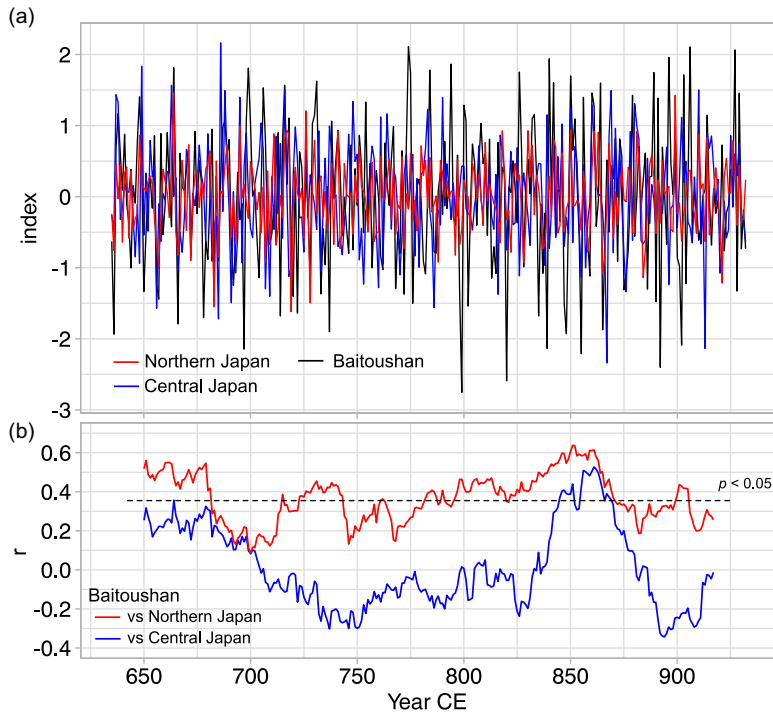 (a)
2
1
0
-1
-2
-3
index
Northern Japan
Baitoushan
Central Japan
(b)
0.6
0.4
0.2
0.0
-0.2
-0.4
r
p < 0.05
Baitoushan
vs Northern Japan
vs Central Japan
650 700 750 800 850 900
Year CE